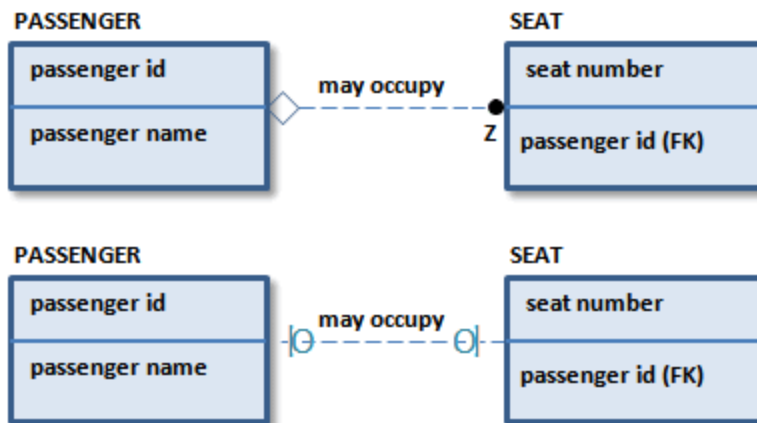 PASSENGER SEAT
passenger id may occupy seat number
passenger name Z passenger id (FK)
PASSENGER SEAT
passenger id may occupy seat number
passenger name passenger id (FK)